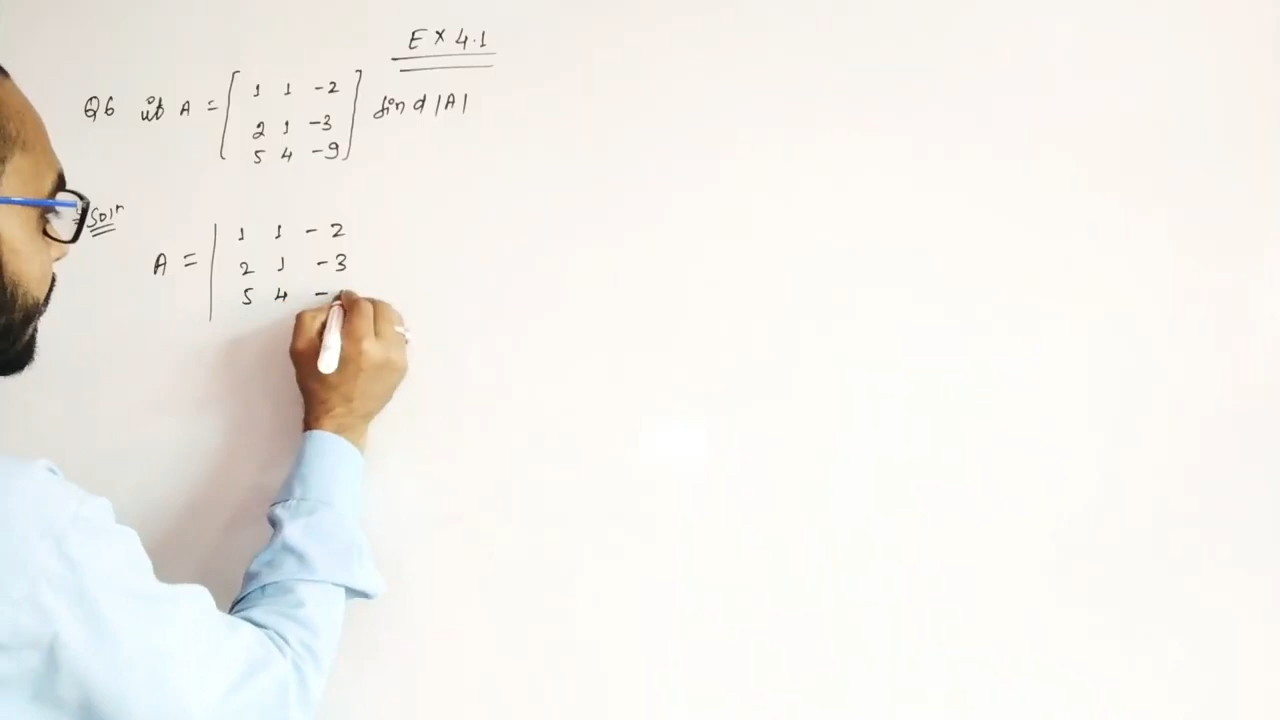 Ex 4.1
Q6 if A = [ 1 1 -2
2 1 -3
5 4 -9 ] find |A|
Solⁿ
A = | 1 1 -2
2 1 -3
5 4 -